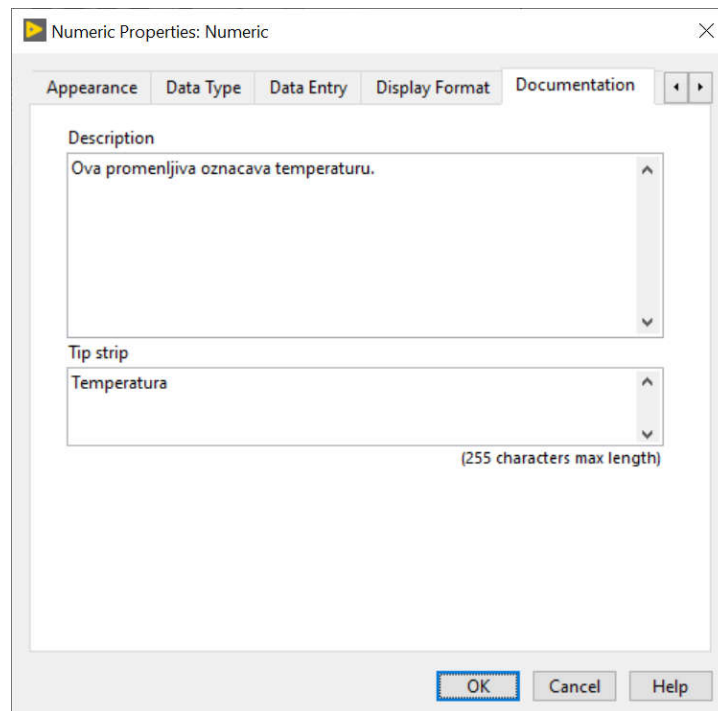 Numeric Properties: Numeric
Appearance Data Type Data Entry Display Format Documentation
Description
Ova promenljiva oznacava temperaturu.
Tip strip
Temperatura
(255 characters max length)
OK Cancel Help